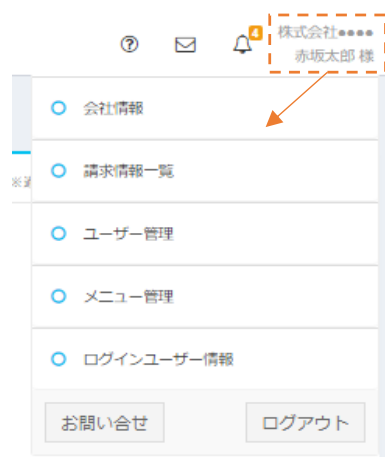 4
株式会社●●●●
赤坂太郎 様
会社情報
請求情報一覧
ユーザー管理
メニュー管理
ログインユーザー情報
お問い合せ
ログアウト